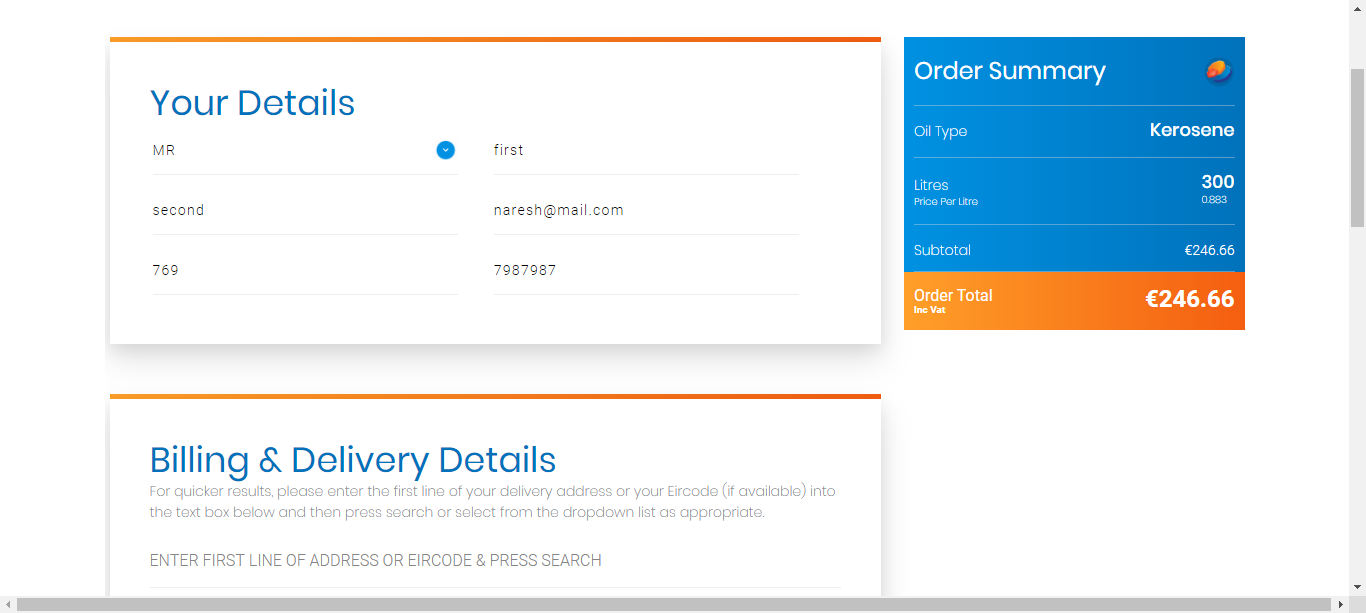 Your Details
MR
first
second
naresh@mail.com
769
7987987
Billing & Delivery Details
For quicker results, please enter the first line of your delivery address or your Eircode (if available) into
the text box below and then press search or select from the dropdown list as appropriate.
ENTER FIRST LINE OF ADDRESS OR EIRCODE & PRESS SEARCH
Order Summary
Oil Type Kerosene
Litres 300
Price Per Litre 0.883
Subtotal €246.66
Order Total €246.66
Inc Vat